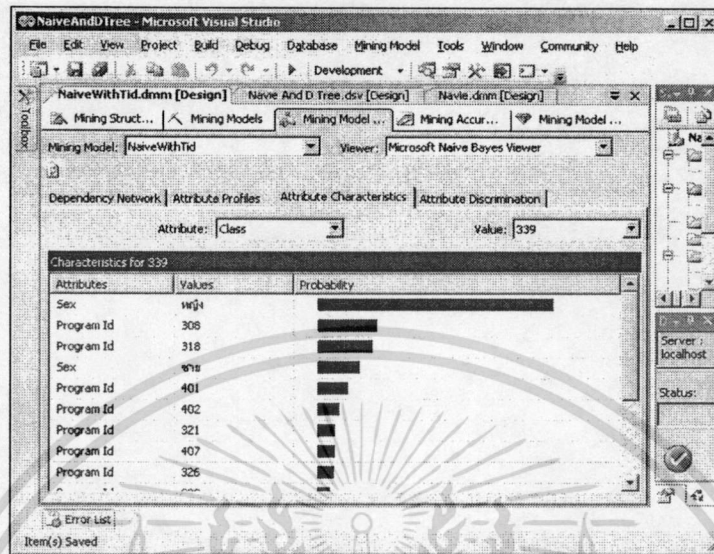 NaiveAndDTree - Microsoft Visual Studio
File Edit View Project Build Debug Database Mining Model Tools Window Community Help
Development
NaiveWithTid.dmm [Design] Navie And D Tree.dsv [Design] Navie.dmm [Design]
Toolbox
Mining Struct... Mining Models Mining Model ... Mining Accur... Mining Model ...
Mining Model: NaiveWithTid Viewer: Microsoft Naive Bayes Viewer
Dependency Network Attribute Profiles Attribute Characteristics Attribute Discrimination
Attribute: Class Value: 339
Characteristics for 339
Attributes Values Probability
Sex หญิง
Program Id 308
Program Id 318
Sex ชาย
Program Id 401
Program Id 402
Program Id 321
Program Id 407
Program Id 326
Server :
localhost
Status:
Error List
Item(s) Saved